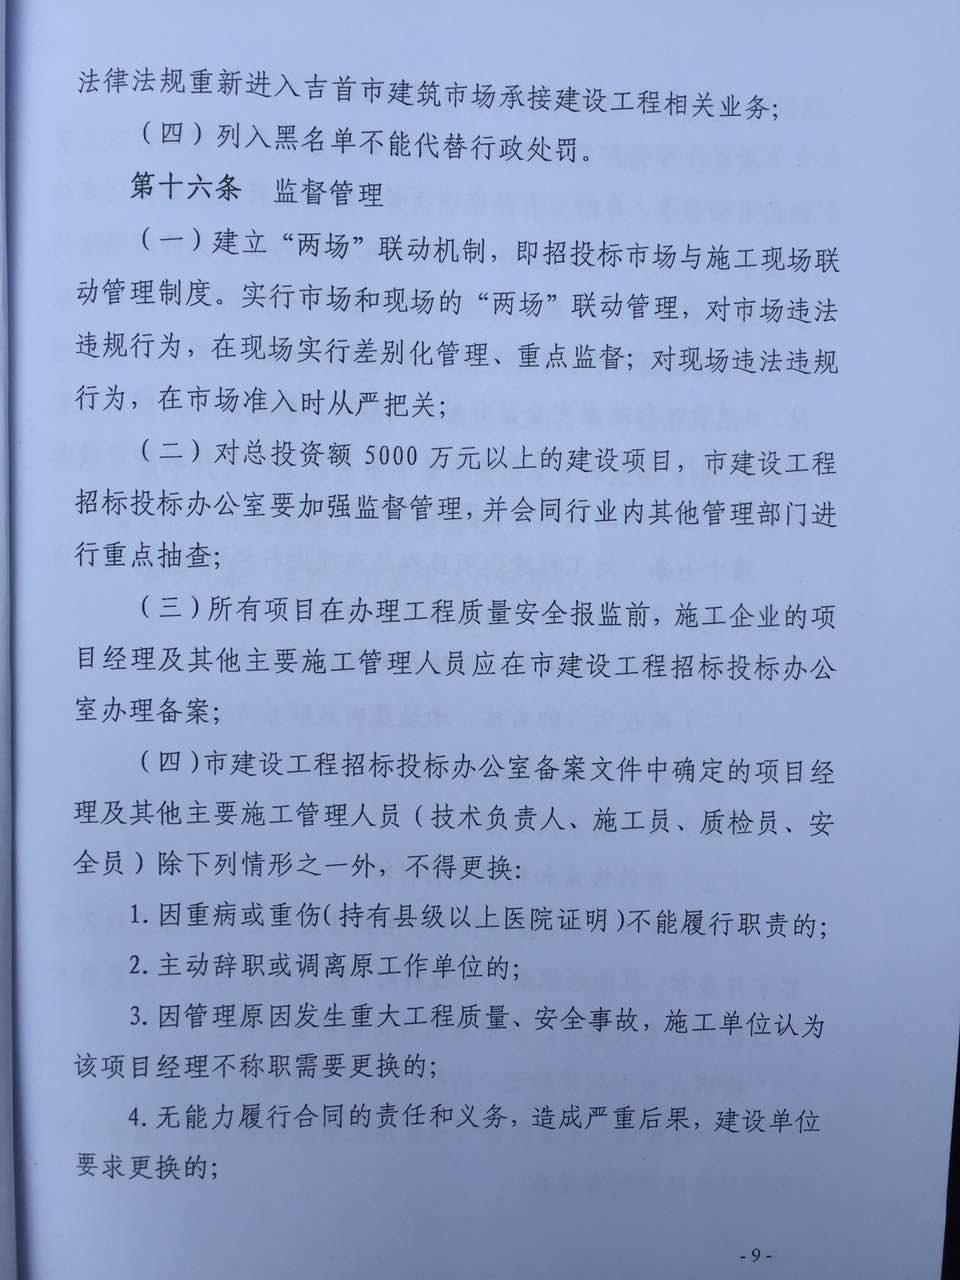 法律法规重新进入吉首市建筑市场承接建设工程相关业务;
(四)列入黑名单不能代替行政处罚。
第十六条 监督管理
(一)建立“两场”联动机制,即招投标市场与施工现场联
动管理制度。实行市场和现场的“两场”联动管理,对市场违法
违规行为,在现场实行差别化管理、重点监督;对现场违法违规
行为,在市场准入时从严把关;
(二)对总投资额 5000 万元以上的建设项目,市建设工程
招标投标办公室要加强监督管理,并会同行业内其他管理部门进
行重点抽查;
(三)所有项目在办理工程质量安全报监前,施工企业的项
目经理及其他主要施工管理人员应在市建设工程招标投标办公
室办理备案;
(四)市建设工程招标投标办公室备案文件中确定的项目经
理及其他主要施工管理人员(技术负责人、施工员、质检员、安
全员)除下列情形之一外,不得更换:
1.因重病或重伤(持有县级以上医院证明)不能履行职责的;
2.主动辞职或调离原工作单位的;
3.因管理原因发生重大工程质量、安全事故,施工单位认为
该项目经理不称职需要更换的;
4.无能力履行合同的责任和义务,造成严重后果,建设单位
要求更换的;
- 9 -